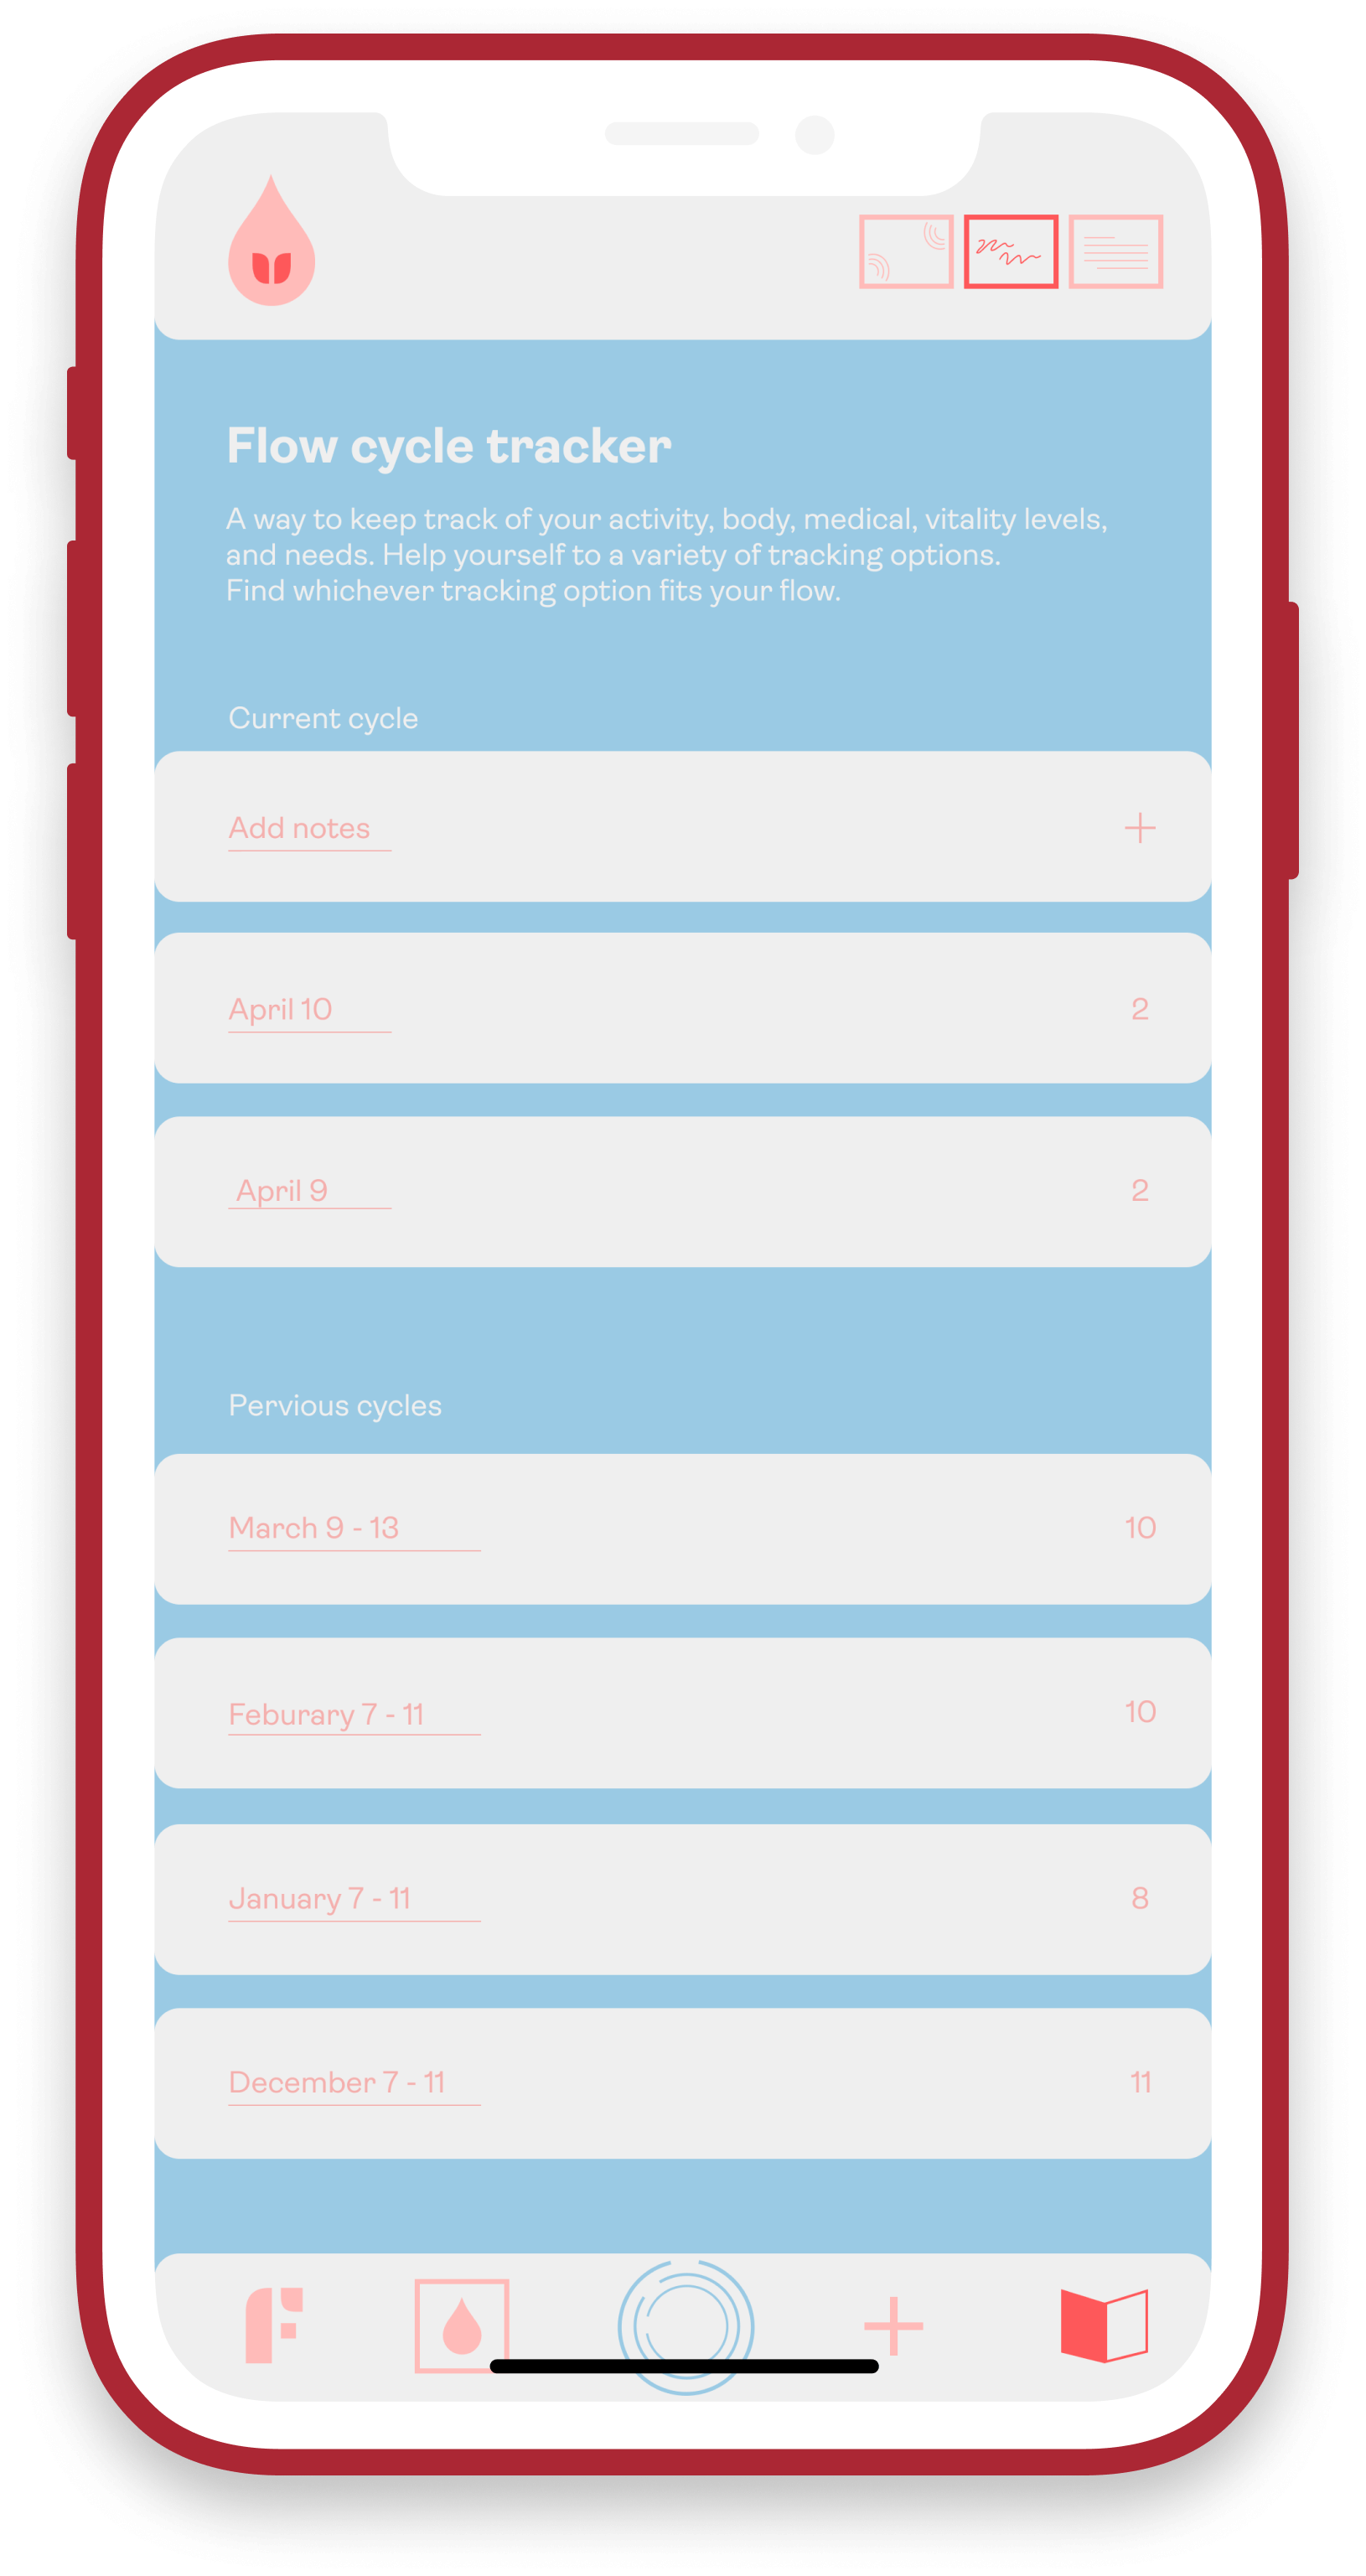 Flow cycle tracker
A way to keep track of your activity, body, medical, vitality levels,
and needs. Help yourself to a variety of tracking options.
Find whichever tracking option fits your flow.
Current cycle
Add notes +
April 10 2
April 9 2
Pervious cycles
March 9 - 13 10
Feburary 7 - 11 10
January 7 - 11 8
December 7 - 11 11